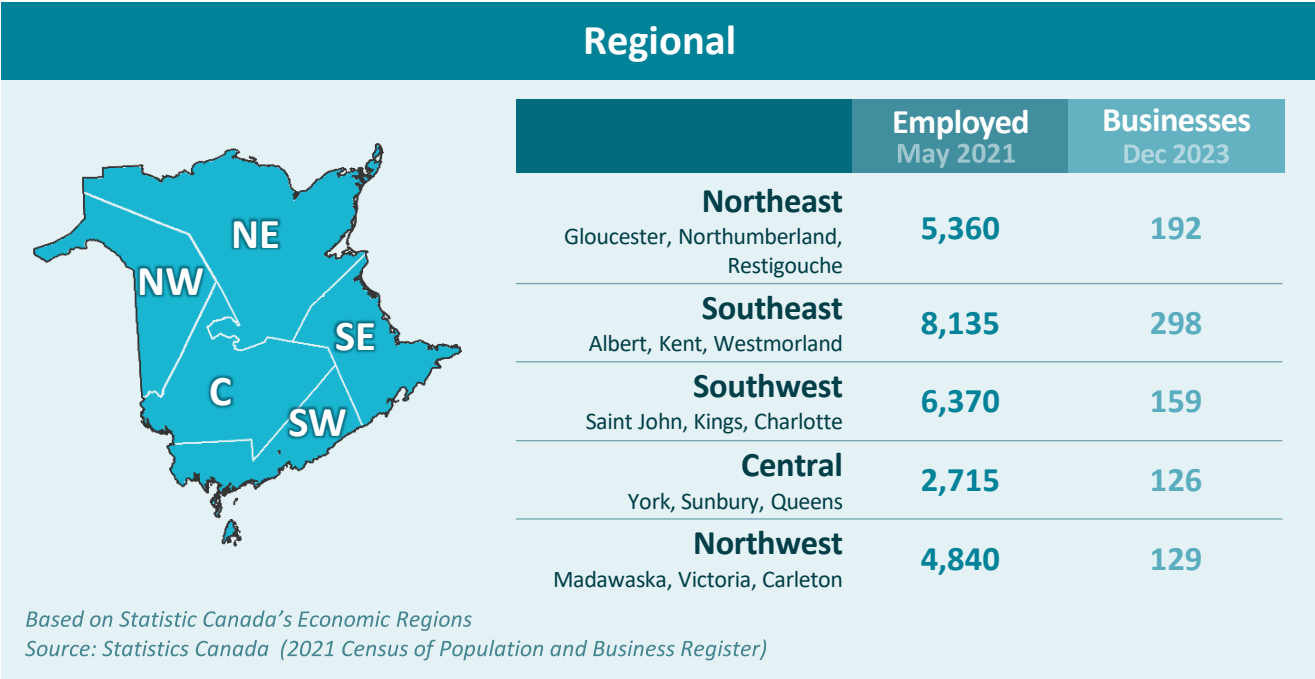 Regional
NE
NW
SE
C
SW
Employed Businesses
May 2021 Dec 2023
Northeast
Gloucester, Northumberland,
Restigouche
5,360 192
Southeast
Albert, Kent, Westmorland
8,135 298
Southwest
Saint John, Kings, Charlotte
6,370 159
Central
York, Sunbury, Queens
2,715 126
Northwest
Madawaska, Victoria, Carleton
4,840 129
Based on Statistic Canada's Economic Regions
Source: Statistics Canada (2021 Census of Population and Business Register)